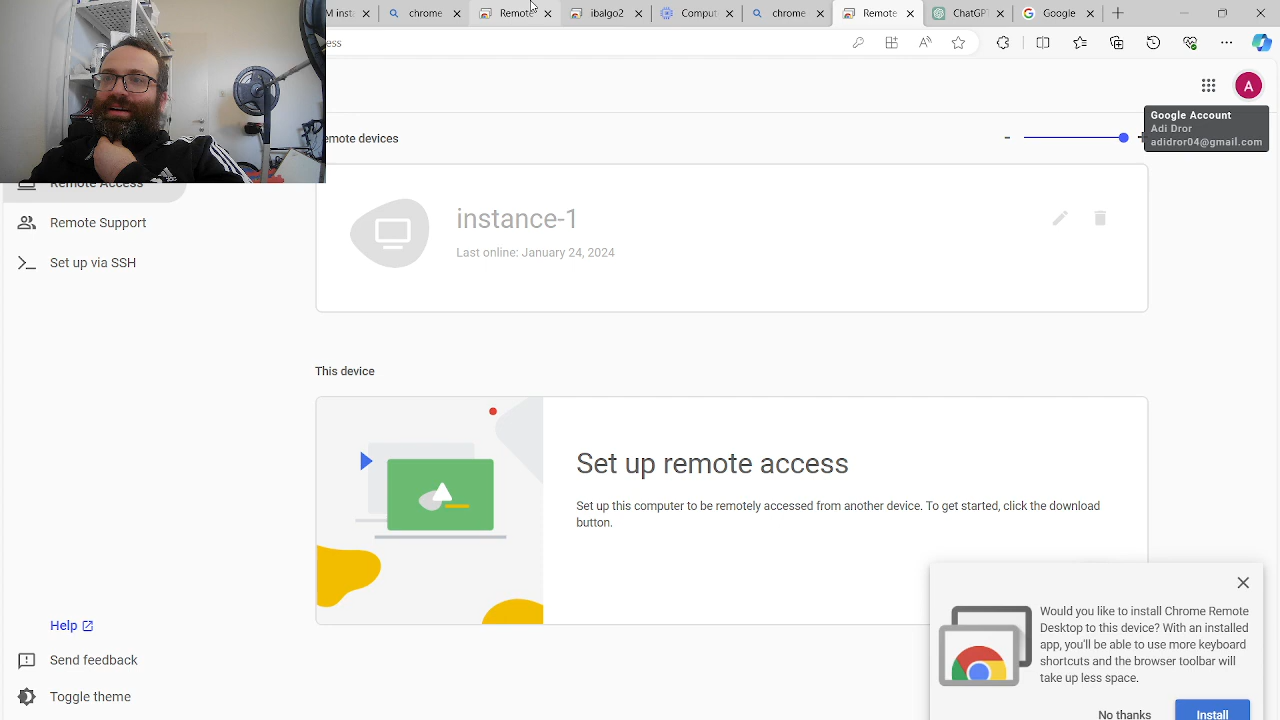 M inst
chrome
Remot
ibalgo2
Comput
chrome
Remote
ChatGP
Google
ess
A
Google Account
Adi Dror
adidror04@gmail.com
emote devices
- +
Remote Access
Remote Support
Set up via SSH
instance-1
Last online: January 24, 2024
This device
Set up remote access
Set up this computer to be remotely accessed from another device. To get started, click the download
button.
Would you like to install Chrome Remote
Desktop to this device? With an installed
app, you'll be able to use more keyboard
shortcuts and the browser toolbar will
take up less space.
No thanks
Install
Help
Send feedback
Toggle theme